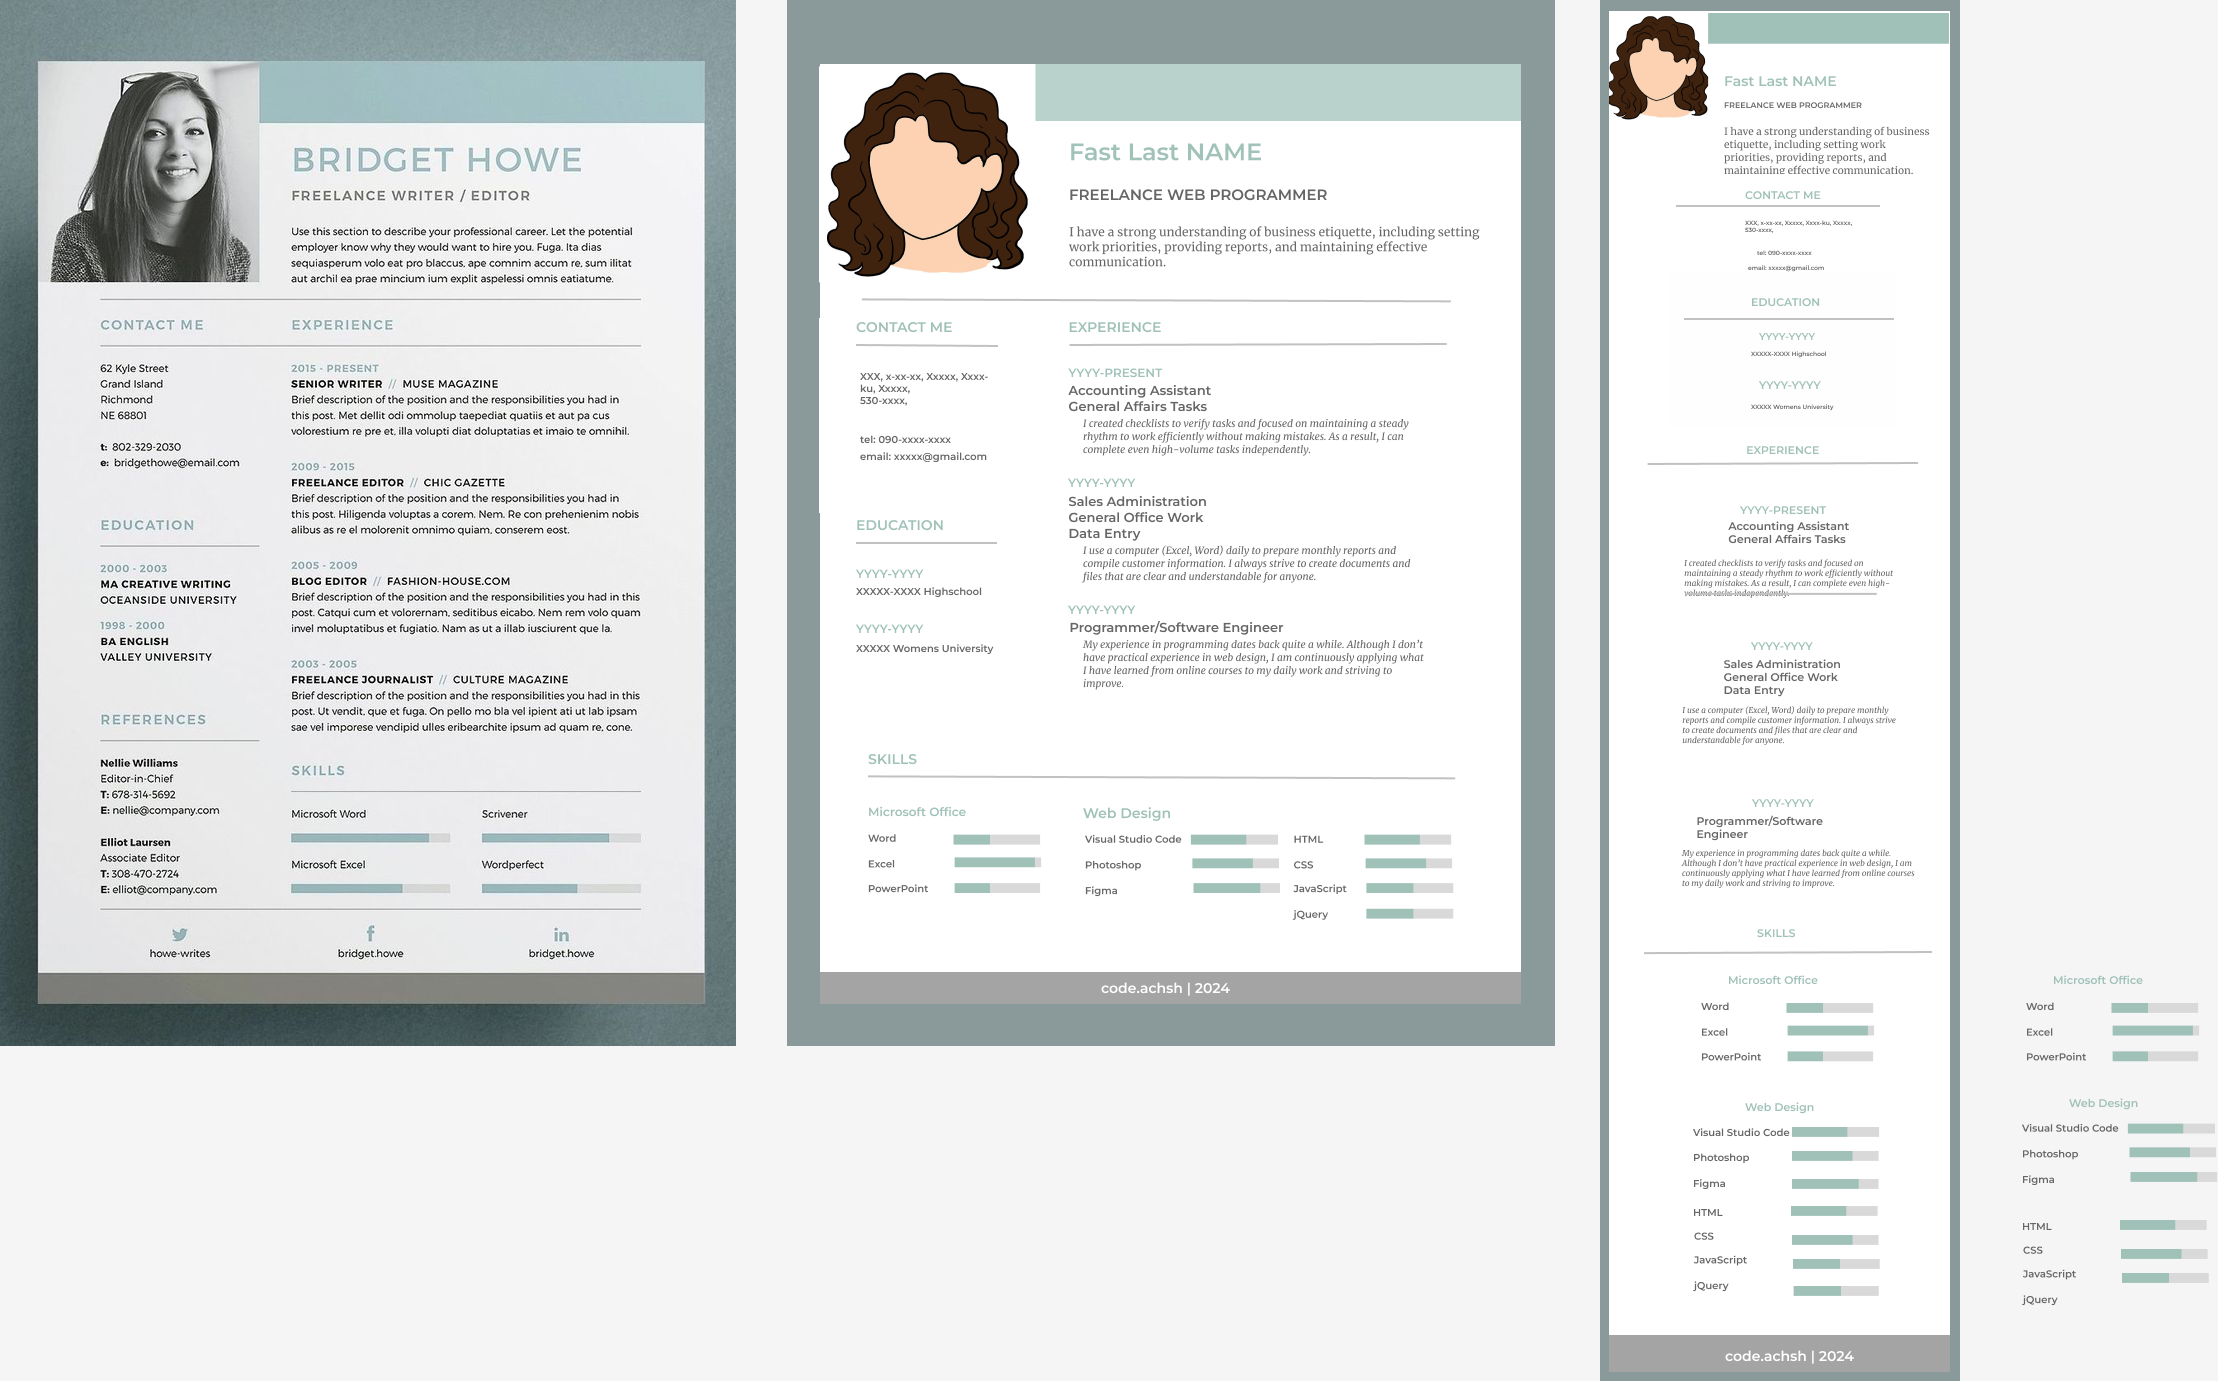 BRIDGET HOWE
FREELANCE WRITER / EDITOR
Use this section to describe your professional career. Let the potential
employer know why they would want to hire you. Fuga. Ita dias
sequiasperum volo eat pro blaccus, ape comnim accum re, sum ilitat
aut archil ea prae mincium ium explit aspelessi omnis eatiatume.
CONTACT ME
62 Kyle Street
Grand Island
Richmond
NE 68801
t: 802-329-2030
e: bridgethowe@email.com
EDUCATION
2000 - 2003
MA CREATIVE WRITING
OCEANSIDE UNIVERSITY
1998 - 2000
BA ENGLISH
VALLEY UNIVERSITY
REFERENCES
Nellie Williams
Editor-in-Chief
T: 678-314-5692
E: nellie@company.com
Elliot Laursen
Associate Editor
T: 308-470-2724
E: elliot@company.com
EXPERIENCE
2015 - PRESENT
SENIOR WRITER // MUSE MAGAZINE
Brief description of the position and the responsibilities you had in
this post. Met dellit odi ommolup taepediat quatiis et aut pa cus
volorestium re pre et, illa volupti diat doluptatias et imaio te omnihil.
2009 - 2015
FREELANCE EDITOR // CHIC GAZETTE
Brief description of the position and the responsibilities you had in
this post. Hiligenda voluptas a corem. Nem. Re con prehenienim nobis
alibus as re el molorenit omnimo quiam, conserem eost.
2005 - 2009
BLOG EDITOR // FASHION-HOUSE.COM
Brief description of the position and the responsibilities you had in this
post. Catqui cum et volorernam, seditibus eicabo. Nem rem volo quam
invel moluptatibus et fugiatio. Nam as ut a illab iusciurent que la.
2003 - 2005
FREELANCE JOURNALIST // CULTURE MAGAZINE
Brief description of the position and the responsibilities you had in this
post. Ut vendit, que et fuga. On pello mo bla vel ipient ati ut lab ipsam
sae vel imporese vendipid ulles eribearchite ipsum ad quam re, cone.
SKILLS
Microsoft Word
Scrivener
Microsoft Excel
Wordperfect
howe-writes
f
bridget.howe
in
bridget.howe
Fast Last NAME
FREELANCE WEB PROGRAMMER
I have a strong understanding of business etiquette, including setting
work priorities, providing reports, and maintaining effective
communication.
CONTACT ME
XXX, x-xx-xx, Xxxxx, Xxxx-
ku, Xxxxx,
530-xxxx,
tel: 090-xxxx-xxxx
email: xxxxx@gmail.com
EDUCATION
YYYY-YYYY
XXXXX-XXXX Highschool
YYYY-YYYY
XXXXX Womens University
EXPERIENCE
YYYY-PRESENT
Accounting Assistant
General Affairs Tasks
I created checklists to verify tasks and focused on maintaining a steady
rhythm to work efficiently without making mistakes. As a result, I can
complete even high-volume tasks independently.
YYYY-YYYY
Sales Administration
General Office Work
Data Entry
I use a computer (Excel, Word) daily to prepare monthly reports and
compile customer information. I always strive to create documents and
files that are clear and understandable for anyone.
YYYY-YYYY
Programmer/Software Engineer
My experience in programming dates back quite a while. Although I don't
have practical experience in web design, I am continuously applying what
I have learned from online courses to my daily work and striving to
improve.
SKILLS
Microsoft Office
Word
Excel
PowerPoint
Web Design
Visual Studio Code
Photoshop
Figma
HTML
CSS
JavaScript
jQuery
code.achsh | 2024
Fast Last NAME
FREELANCE WEB PROGRAMMER
I have a strong understanding of business
etiquette, including setting work
priorities, providing reports, and
maintaining effective communication.
CONTACT ME
XXX, x-xx-xx, Xxxxx, Xxxx-ku, Xxxxx,
530-xxxx,
tel: 090-xxxx-xxxx
email: xxxxx@gmail.com
EDUCATION
YYYY-YYYY
XXXXX-XXXX Highschool
YYYY-YYYY
XXXXX Womens University
EXPERIENCE
YYYY-PRESENT
Accounting Assistant
General Affairs Tasks
I created checklists to verify tasks and focused on
maintaining a steady rhythm to work efficiently without
making mistakes. As a result, I can complete even high-
volume tasks independently.
YYYY-YYYY
Sales Administration
General Office Work
Data Entry
I use a computer (Excel, Word) daily to prepare monthly
reports and compile customer information. I always strive
to create documents and files that are clear and
understandable for anyone.
YYYY-YYYY
Programmer/Software
Engineer
My experience in programming dates back quite a while.
Although I don't have practical experience in web design, I am
continuously applying what I have learned from online courses
to my daily work and striving to improve.
SKILLS
Microsoft Office
Word
Excel
PowerPoint
Web Design
Visual Studio Code
Photoshop
Figma
HTML
CSS
JavaScript
jQuery
code.achsh | 2024
Microsoft Office
Word
Excel
PowerPoint
Web Design
Visual Studio Code
Photoshop
Figma
HTML
CSS
JavaScript
jQuery